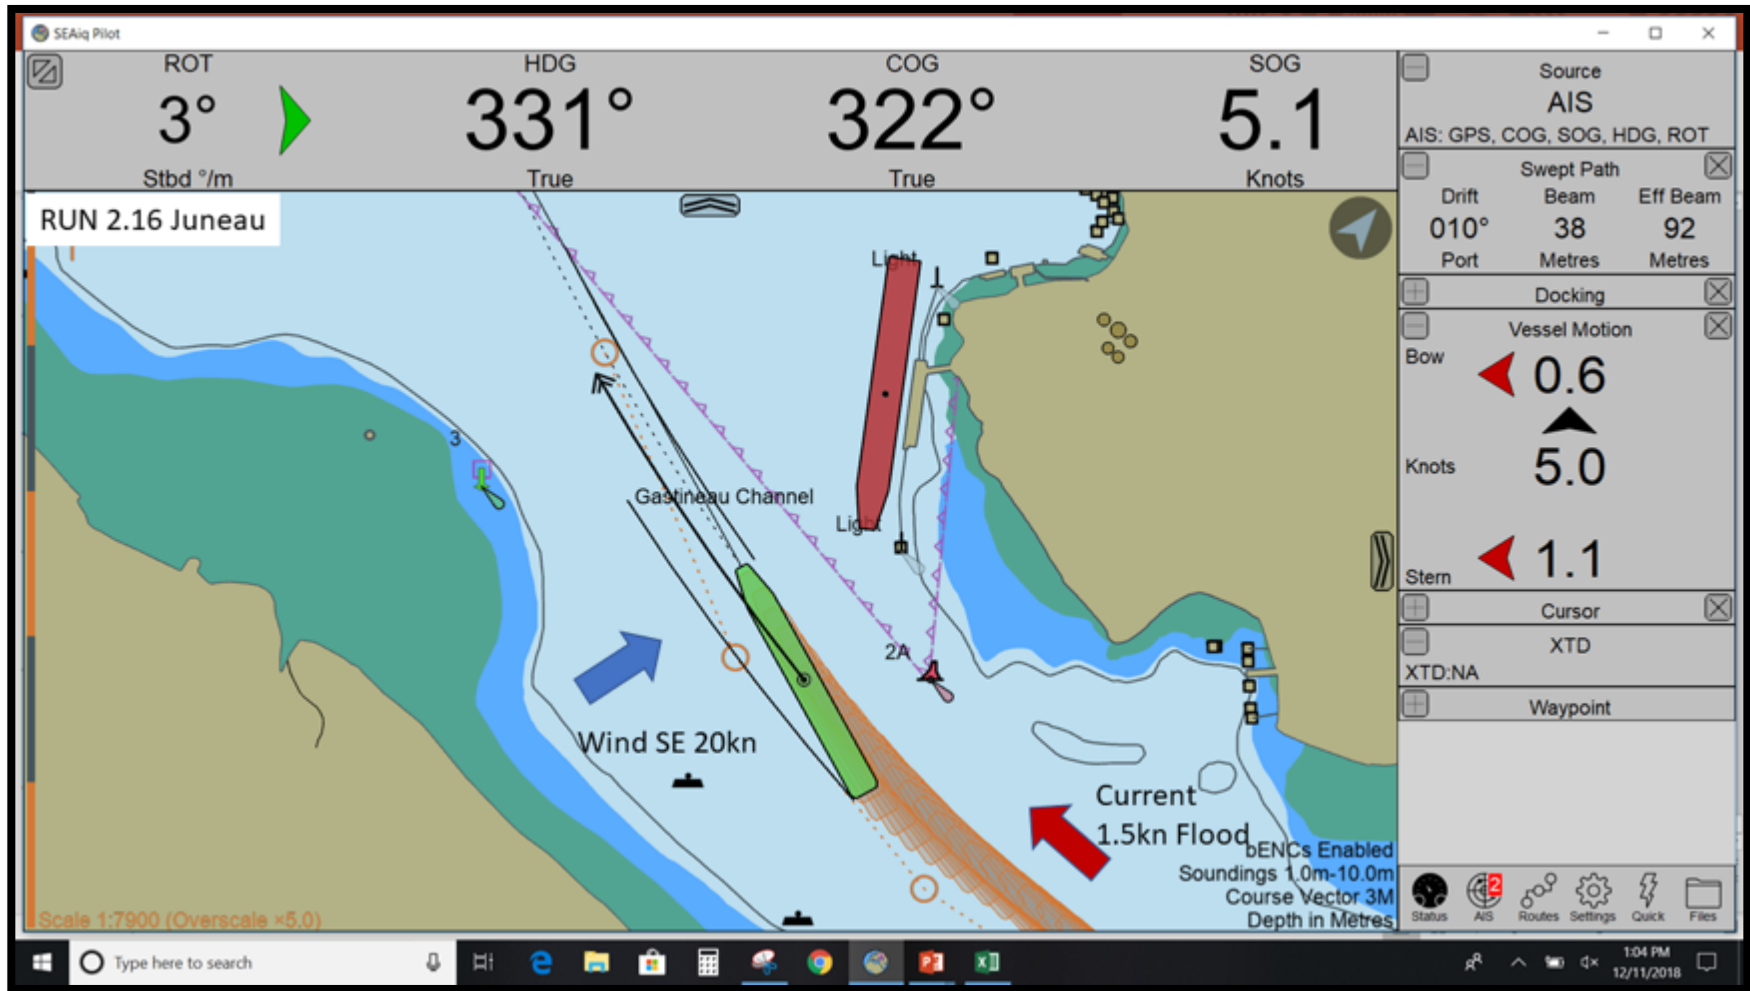 SEAiq Pilot
ROT
3°
Stbd °/m
HDG
331°
True
COG
322°
True
SOG
5.1
Knots
RUN 2.16 Juneau
Light
3
Gastineau Channel
Light
2A
Wind SE 20kn
Current
1.5kn Flood
bENCs Enabled
Soundings 1.0m-10.0m
Course Vector 3M
Depth in Metres
Scale 1:7900 (Overscale ×5.0)
Source
AIS
AIS: GPS, COG, SOG, HDG, ROT
Swept Path
Drift Beam Eff Beam
010° 38 92
Port Metres Metres
Docking
Vessel Motion
Bow 0.6
Knots 5.0
Stern 1.1
Cursor
XTD
XTD:NA
Waypoint
2
Status AIS Routes Settings Quick Files
Type here to search
1:04 PM
12/11/2018